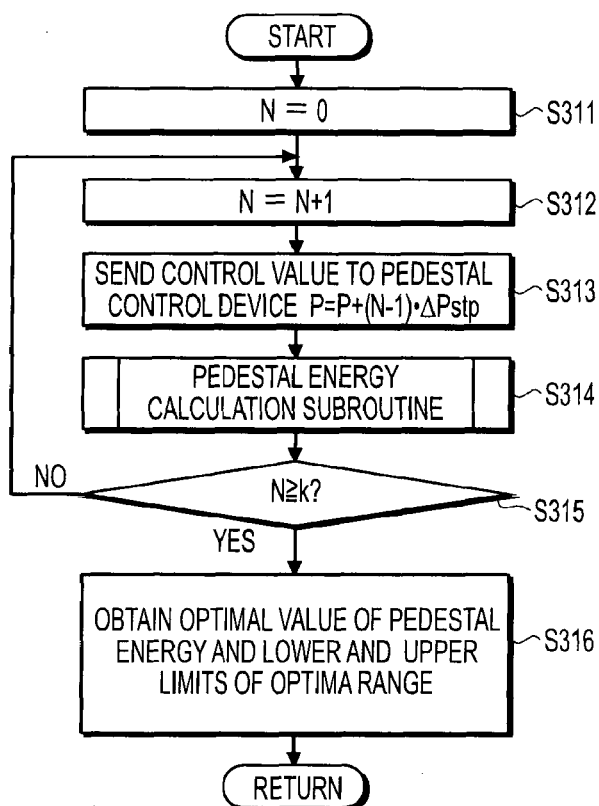 START
N = 0
S311
N = N+1
S312
SEND CONTROL VALUE TO PEDESTAL
CONTROL DEVICE P=P+(N-1)•ΔPstp
S313
PEDESTAL ENERGY
CALCULATION SUBROUTINE
S314
NO
N≧k?
S315
YES
OBTAIN OPTIMAL VALUE OF PEDESTAL
ENERGY AND LOWER AND UPPER
LIMITS OF OPTIMA RANGE
S316
RETURN